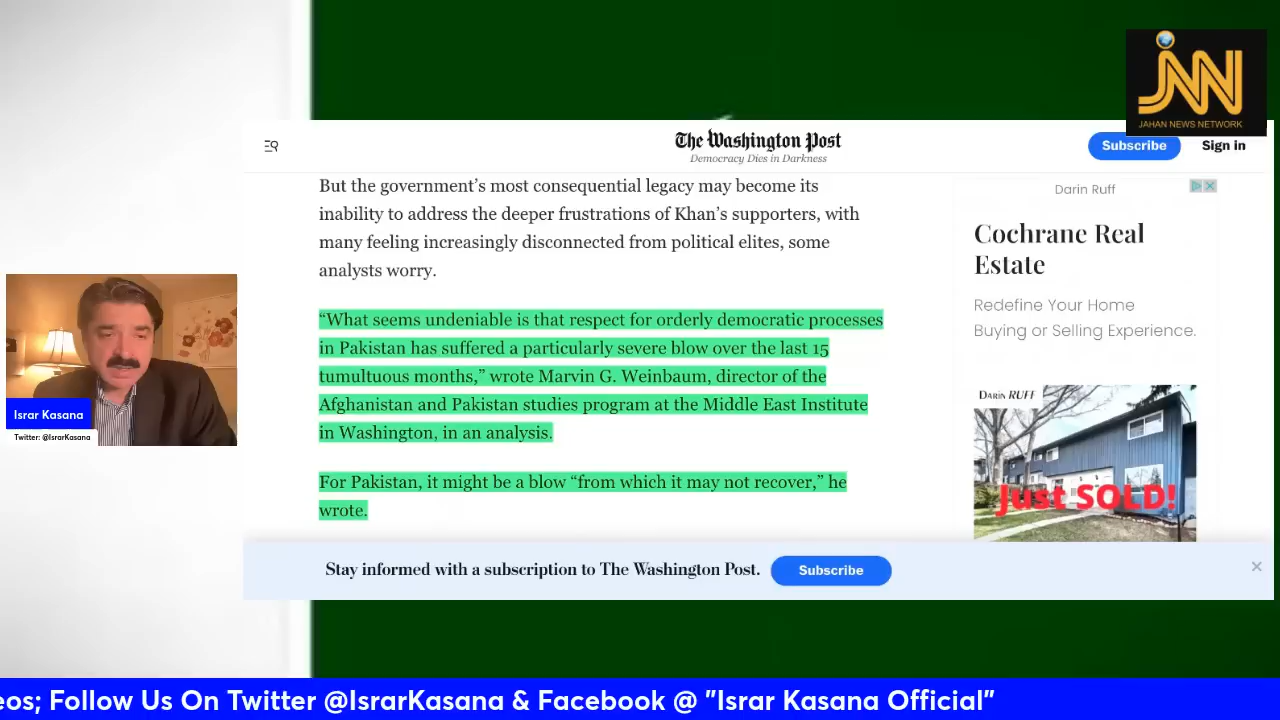 JNN
JAHAN NEWS NETWORK
The Washington Post
Democracy Dies in Darkness
Subscribe
Sign in
But the government’s most consequential legacy may become its
inability to address the deeper frustrations of Khan’s supporters, with
many feeling increasingly disconnected from political elites, some
analysts worry.
“What seems undeniable is that respect for orderly democratic processes
in Pakistan has suffered a particularly severe blow over the last 15
tumultuous months,” wrote Marvin G. Weinbaum, director of the
Afghanistan and Pakistan studies program at the Middle East Institute
in Washington, in an analysis.
For Pakistan, it might be a blow “from which it may not recover,” he
wrote.
Darin Ruff
Cochrane Real
Estate
Redefine Your Home
Buying or Selling Experience.
DARIN RUFF
Just SOLD!
Israr Kasana
Twitter: @IsrarKasana
Stay informed with a subscription to The Washington Post.
Subscribe
eos; Follow Us On Twitter @IsrarKasana & Facebook @ "Israr Kasana Official"